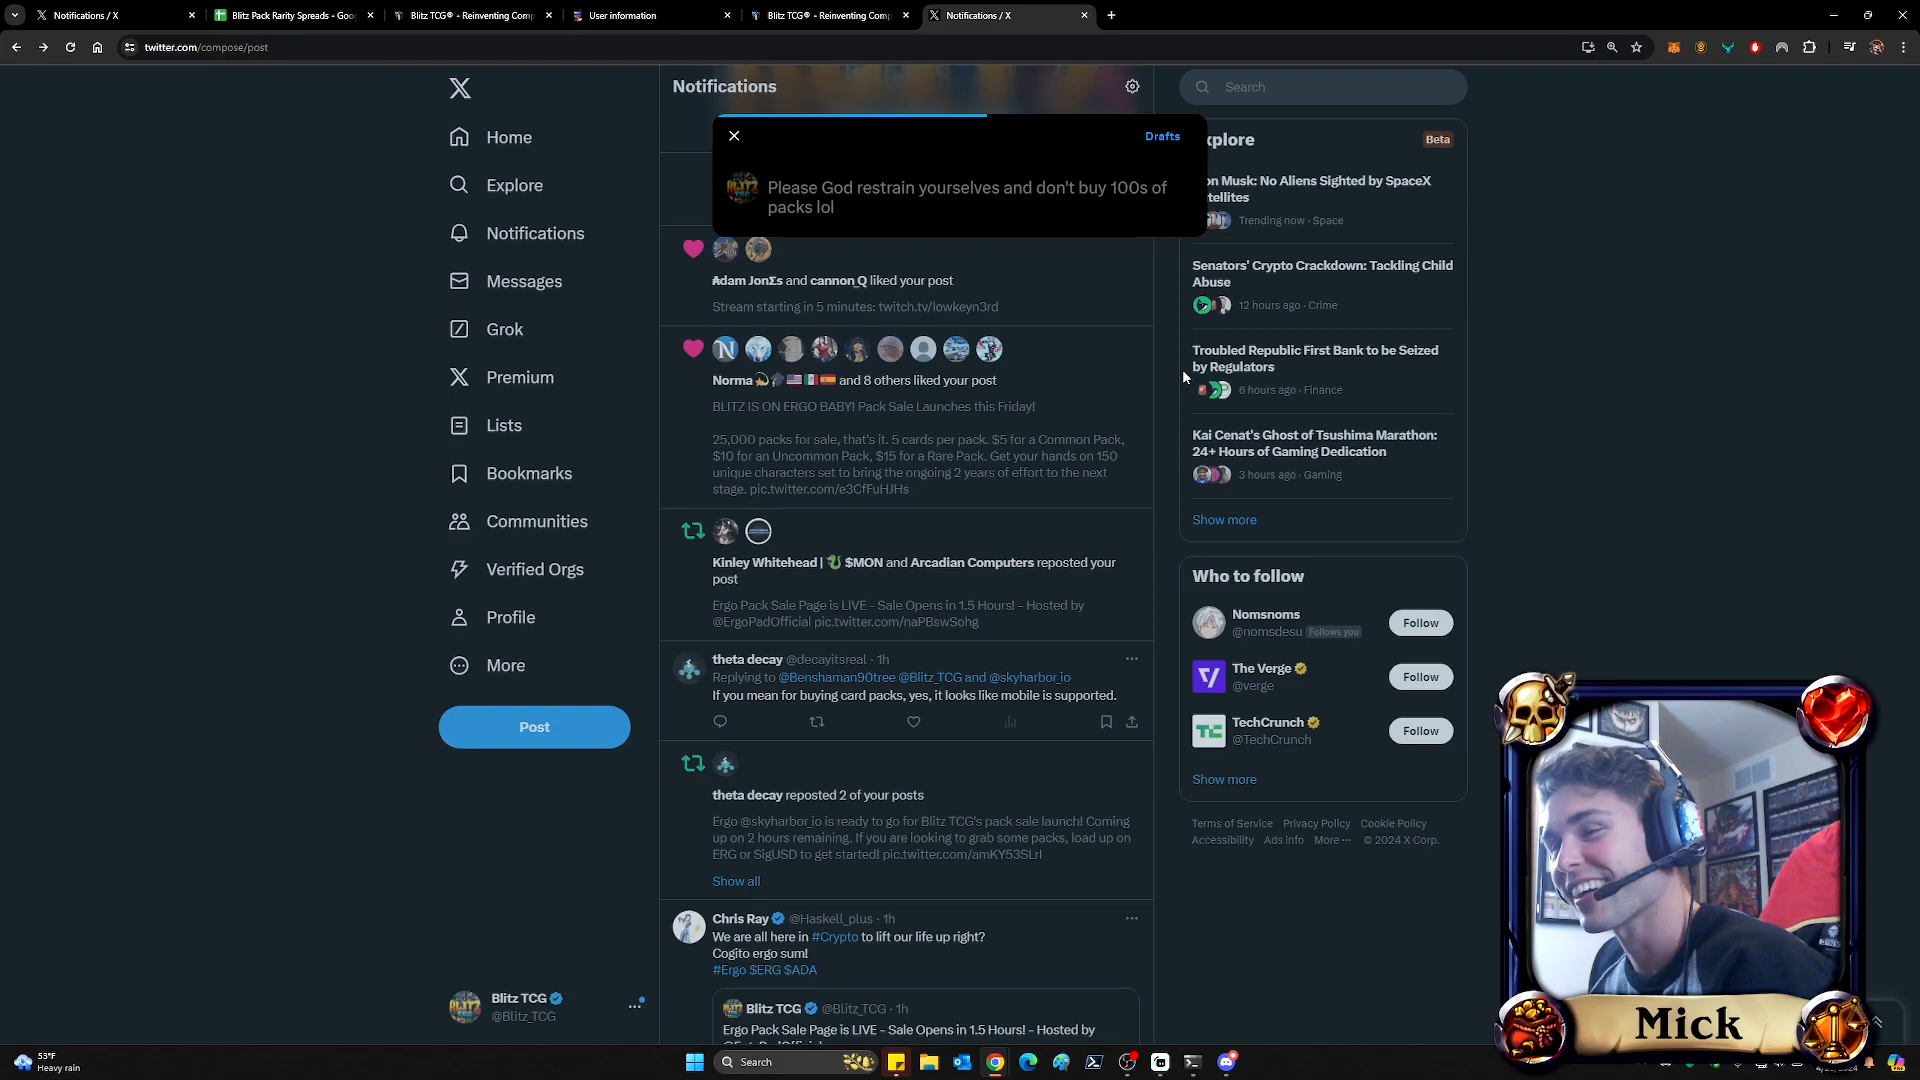 Notifications / X
Blitz Pack Rarity Spreads - Goo
Blitz TCG® - Reinventing Comp
User information
Blitz TCG® - Reinventing Comp
Notifications / X
twitter.com/compose/post
Home
Explore
Notifications
Messages
Grok
Premium
Lists
Bookmarks
Communities
Verified Orgs
Profile
More
Post
Blitz TCG
@Blitz_TCG
Notifications
Drafts
Please God restrain yourselves and don't buy 100s of
packs lol
₳dam JonΣs and cannon_Q liked your post
Stream starting in 5 minutes: twitch.tv/lowkeyn3rd
Norma and 8 others liked your post
BLITZ IS ON ERGO BABY! Pack Sale Launches this Friday!
25,000 packs for sale, that's it. 5 cards per pack. $5 for a Common Pack,
$10 for an Uncommon Pack, $15 for a Rare Pack. Get your hands on 150
unique characters set to bring the ongoing 2 years of effort to the next
stage. pic.twitter.com/e3CfFuHJHs
Kinley Whitehead | $MON and Arcadian Computers reposted your
post
Ergo Pack Sale Page is LIVE - Sale Opens in 1.5 Hours! - Hosted by
@ErgoPadOfficial pic.twitter.com/naPBswSohg
theta decay @decayitsreal · 1h
Replying to @Benshaman90tree @Blitz_TCG and @skyharbor_io
If you mean for buying card packs, yes, it looks like mobile is supported.
theta decay reposted 2 of your posts
Ergo @skyharbor_io is ready to go for Blitz TCG's pack sale launch! Coming
up on 2 hours remaining. If you are looking to grab some packs, load up on
ERG or SigUSD to get started! pic.twitter.com/amKY53SLrI
Show all
Chris Ray @Haskell_plus · 1h
We are all here in #Crypto to lift our life up right?
Cogito ergo sum!
#Ergo $ERG $ADA
Blitz TCG @Blitz_TCG · 1h
Ergo Pack Sale Page is LIVE - Sale Opens in 1.5 Hours! - Hosted by
Search
xplore
Beta
on Musk: No Aliens Sighted by SpaceX
tellites
Trending now · Space
Senators' Crypto Crackdown: Tackling Child
Abuse
12 hours ago · Crime
Troubled Republic First Bank to be Seized
by Regulators
6 hours ago · Finance
Kai Cenat's Ghost of Tsushima Marathon:
24+ Hours of Gaming Dedication
3 hours ago · Gaming
Show more
Who to follow
Nomsnoms
@nomsdesu Follows you
Follow
The Verge
@verge
Follow
TechCrunch
@TechCrunch
Follow
Show more
Terms of Service Privacy Policy Cookie Policy
Accessibility Ads info More ··· © 2024 X Corp.
Mick
53°F
Heavy rain
Search